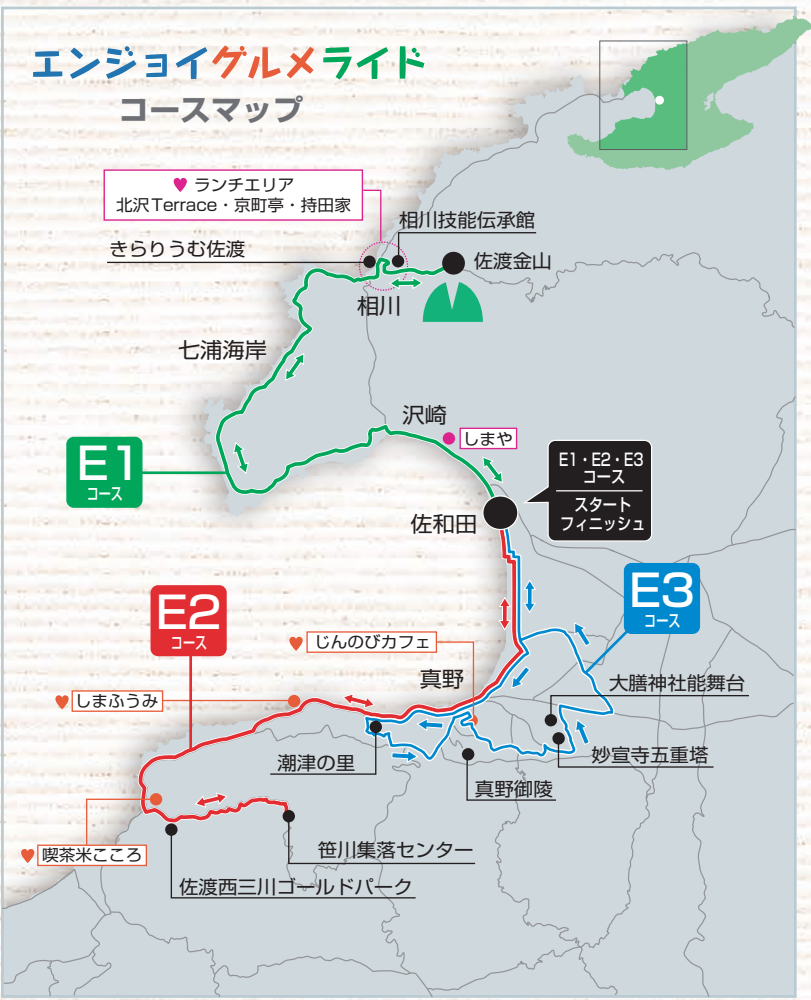 エンジョイグルメライド
コースマップ
♥ ランチエリア
北沢Terrace・京町亭・持田家
相川技能伝承館
きらりうむ佐渡
佐渡金山
相川
七浦海岸
沢崎
しまや
E1
コース
E1・E2・E3
コース
スタート
フィニッシュ
佐和田
E2
コース
E3
コース
♥ じんのびカフェ
真野
大膳神社能舞台
♥ しまふうみ
妙宣寺五重塔
潮津の里
真野御陵
笹川集落センター
♥ 喫茶米こころ
佐渡西三川ゴールドパーク